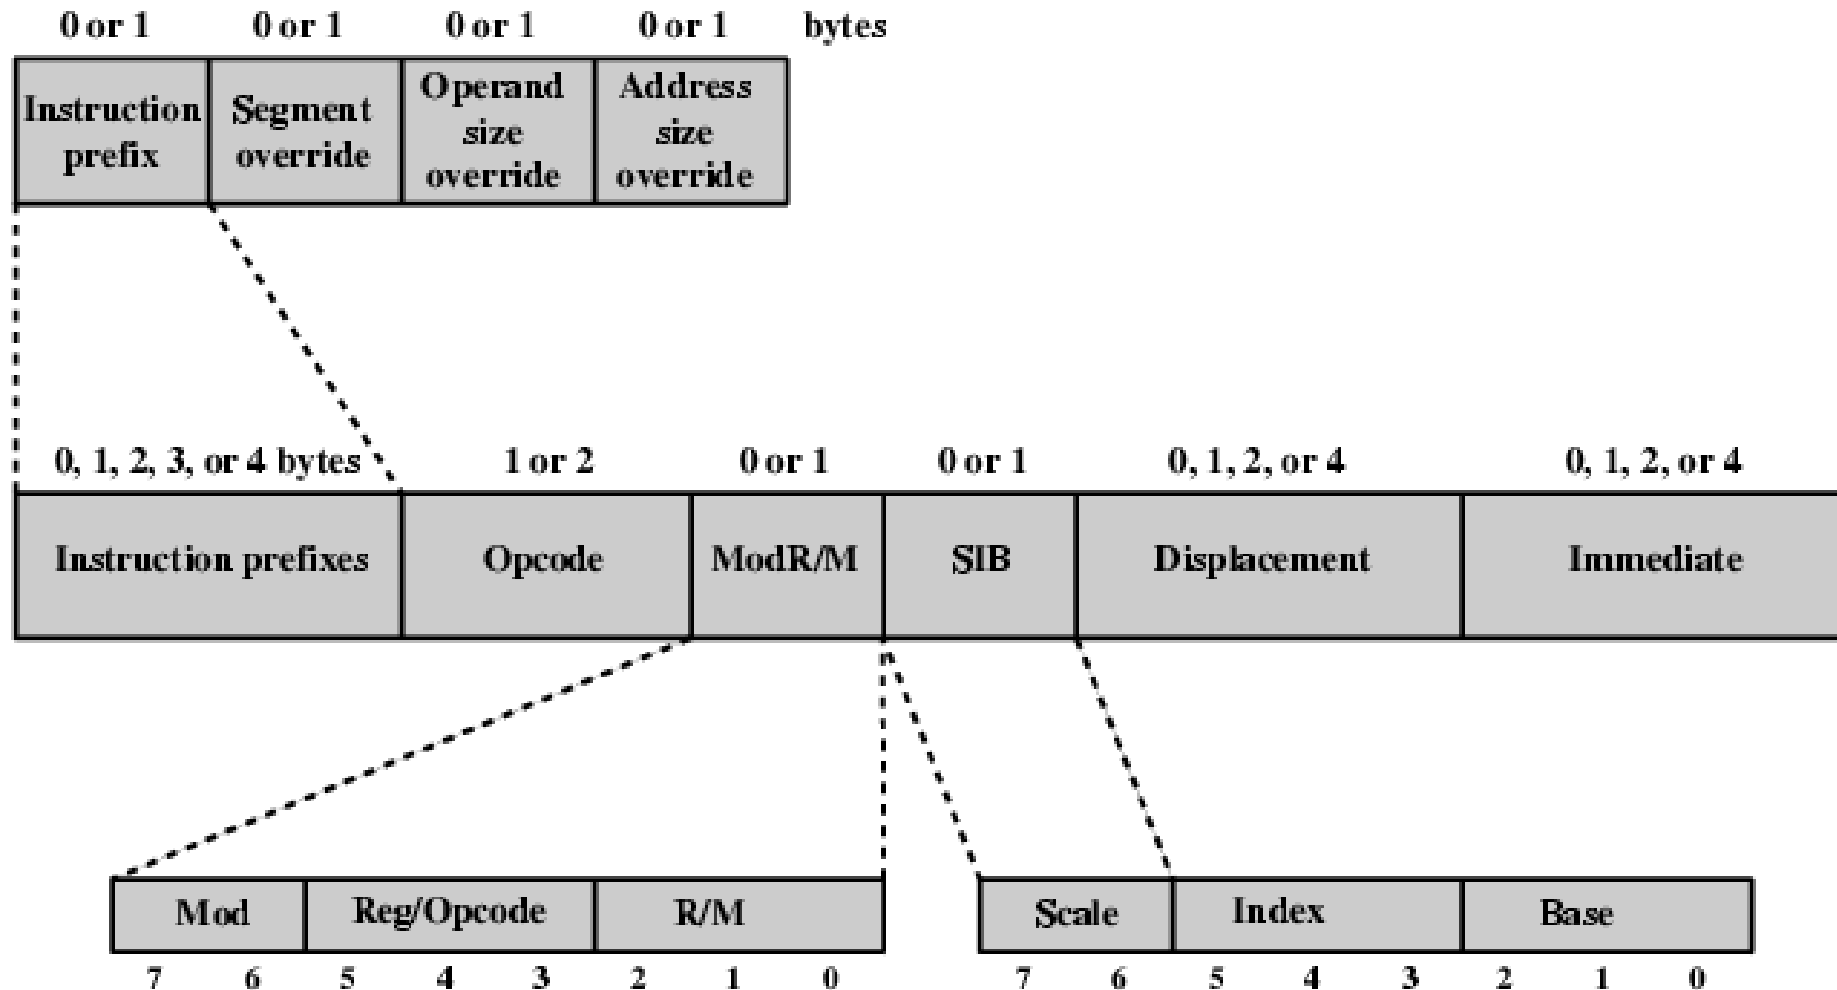 0 or 1 0 or 1 0 or 1 0 or 1 bytes
Instruction prefix
Segment override
Operand size override
Address size override
0, 1, 2, 3, or 4 bytes 1 or 2 0 or 1 0 or 1 0, 1, 2, or 4 0, 1, 2, or 4
Instruction prefixes Opcode ModR/M SIB Displacement Immediate
Mod Reg/Opcode R/M Scale Index Base
7 6 5 4 3 2 1 0 7 6 5 4 3 2 1 0